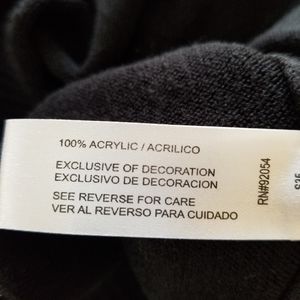 100% ACRYLIC / ACRILICO
EXCLUSIVE OF DECORATION
EXCLUSIVO DE DECORACION
SEE REVERSE FOR CARE
VER AL REVERSO PARA CUIDADO
RN#92054